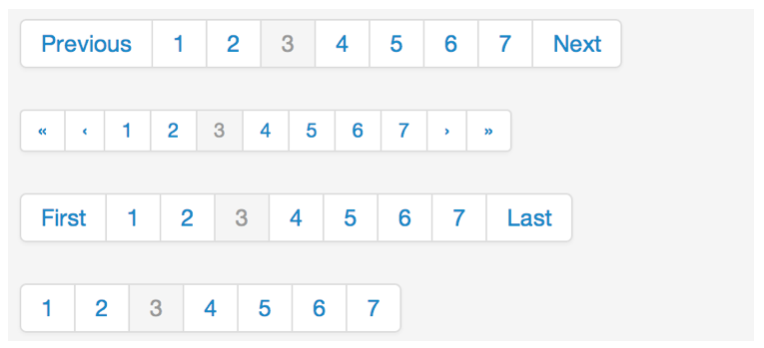 Previous 1 2 3 4 5 6 7 Next
« ‹ 1 2 3 4 5 6 7 › »
First 1 2 3 4 5 6 7 Last
1 2 3 4 5 6 7